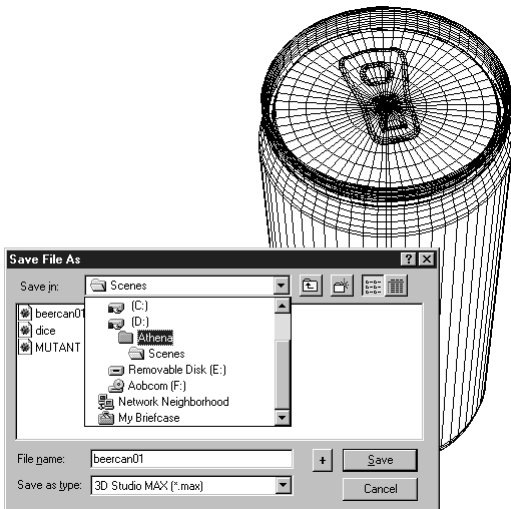 Save File As
Save in: Scenes
beercan01
dice
MUTANT
(C:)
(D:)
Athena
Scenes
Removable Disk (E:)
Aobcom (F:)
Network Neighborhood
My Briefcase
File name: beercan01
+ Save
Save as type: 3D Studio MAX (*.max)
Cancel